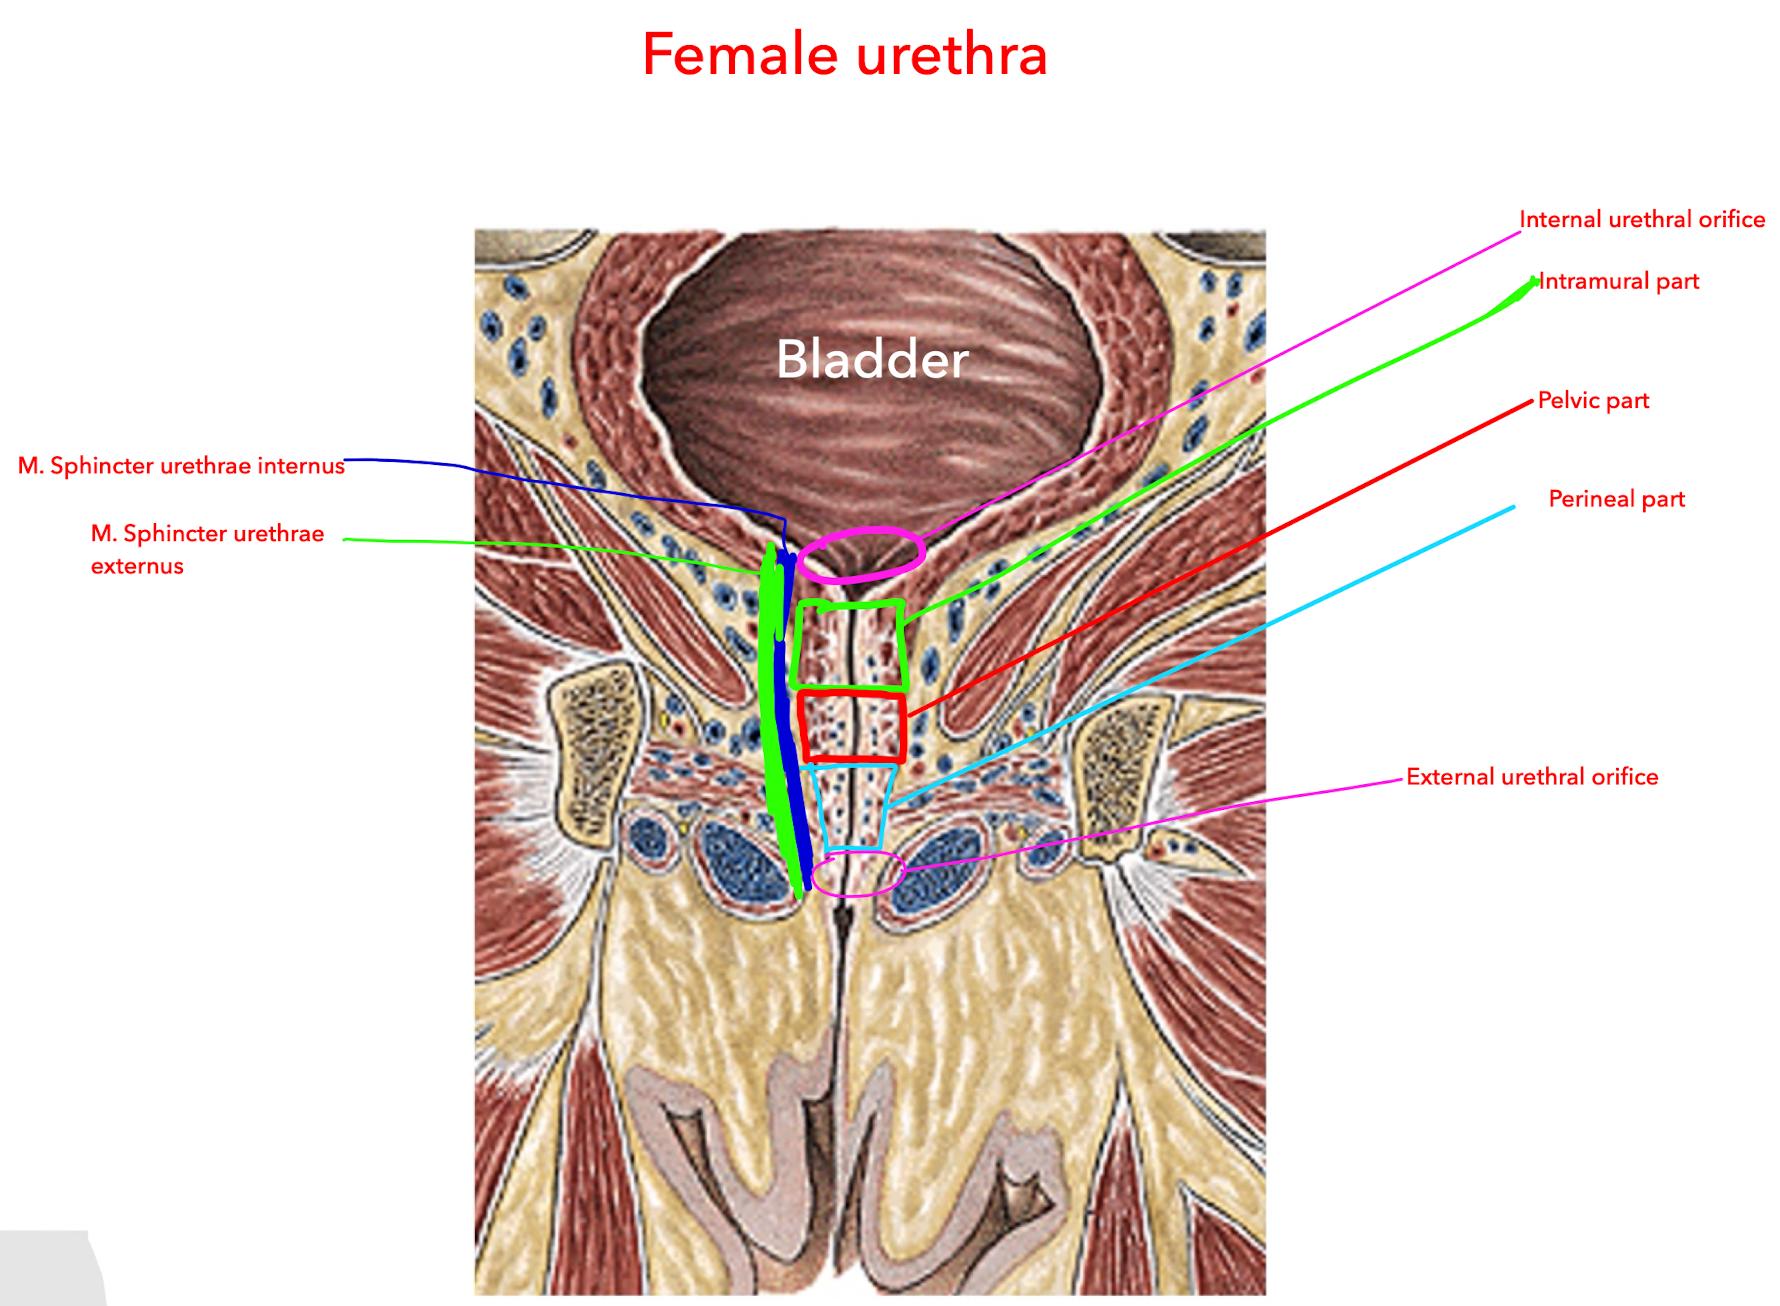 Female urethra
Internal urethral orifice
Intramural part
Bladder
Pelvic part
M. Sphincter urethrae internus
Perineal part
M. Sphincter urethrae
externus
External urethral orifice